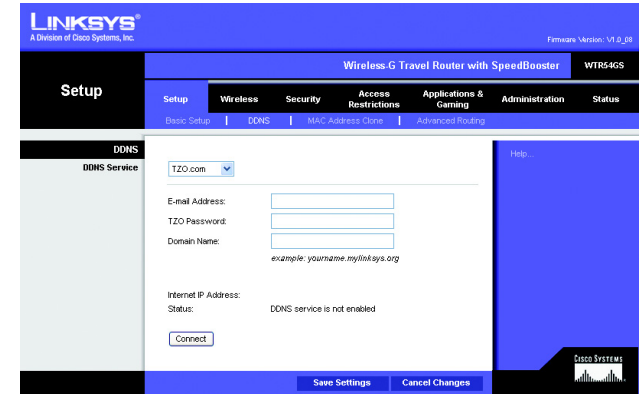 LINKSYS®
A Division of Cisco Systems, Inc.
Firmware Version: V1.0_08
Wireless-G Travel Router with SpeedBooster WTR54GS
Setup
Setup Wireless Security Access Restrictions Applications & Gaming Administration Status
Basic Setup | DDNS | MAC Address Clone | Advanced Routing
DDNS
DDNS Service
TZO.com
Help...
E-mail Address:
TZO Password:
Domain Name:
example: yourname.mylinksys.org
Internet IP Address:
Status: DDNS service is not enabled
Connect
CISCO SYSTEMS
Save Settings Cancel Changes